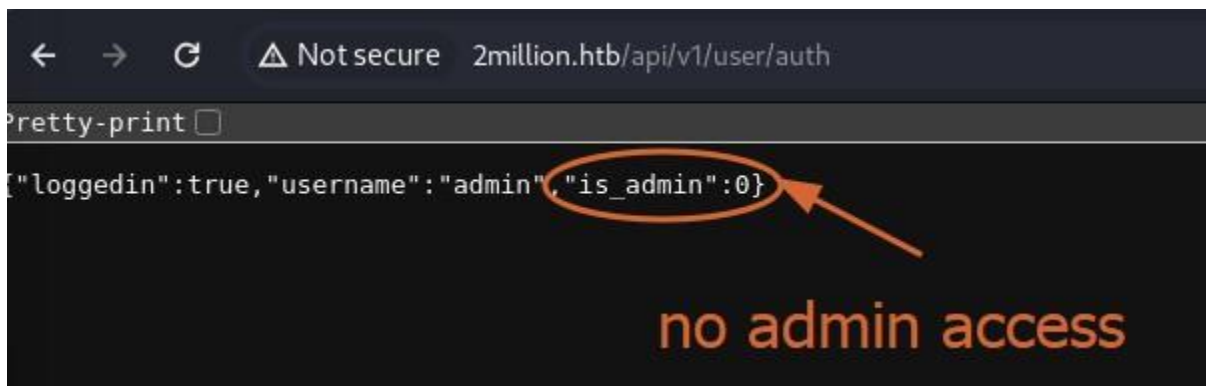 Not secure 2million.htb/api/v1/user/auth
Pretty-print
{"loggedin":true,"username":"admin","is_admin":0}
no admin access